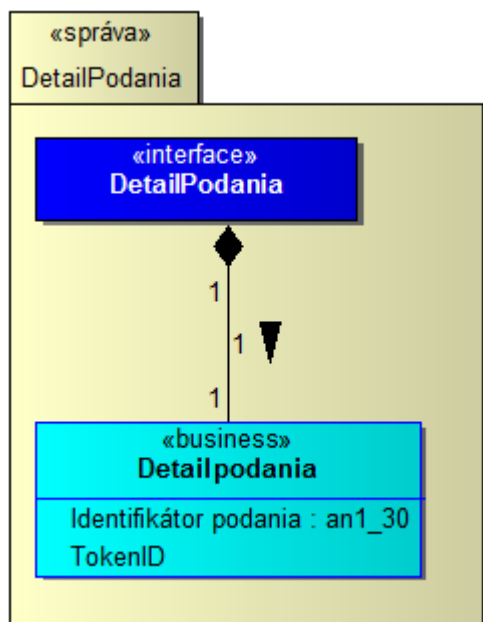 «správa»
DetailPodania
«interface»
DetailPodania
1
1
1
«business»
Detailpodania
Identifikátor podania : an1_30
TokenID